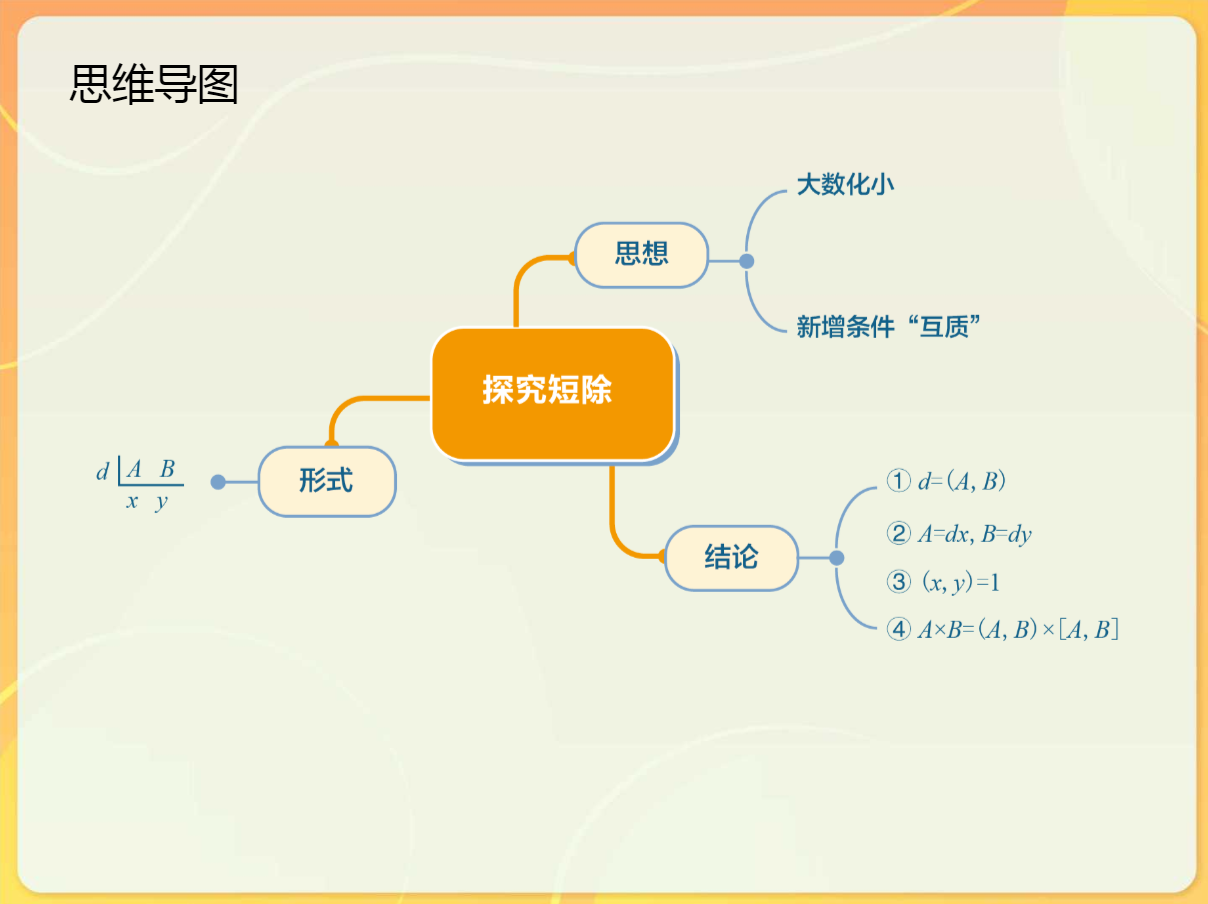 思维导图
大数化小
思想
新增条件“互质”
探究短除
形式
d A B
x y
结论
① d=(A, B)
② A=dx, B=dy
③ (x, y)=1
④ A×B=(A, B)×[A, B]